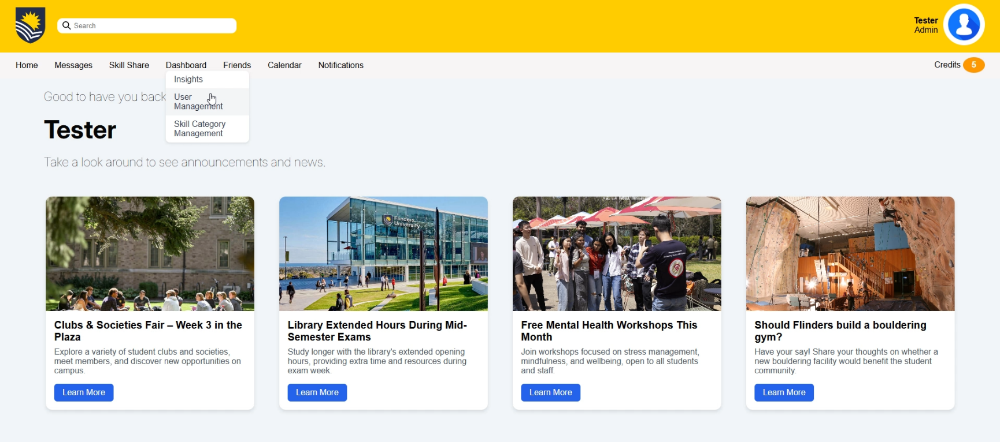 Search
Tester
Admin
Home
Messages
Skill Share
Dashboard
Friends
Calendar
Notifications
Credits
5
Insights
User
Management
Skill Category
Management
Good to have you back
Tester
Take a look around to see announcements and news.
Flinders
University
Clubs & Societies Fair – Week 3 in the
Plaza
Explore a variety of student clubs and societies,
meet members, and discover new opportunities on
campus.
Learn More
Library Extended Hours During Mid-
Semester Exams
Study longer with the library's extended opening
hours, providing extra time and resources during
exam week.
Learn More
Free Mental Health Workshops This
Month
Join workshops focused on stress management,
mindfulness, and wellbeing, open to all students
and staff.
Learn More
Should Flinders build a bouldering
gym?
Have your say! Share your thoughts on whether a
new bouldering facility would benefit the student
community.
Learn More